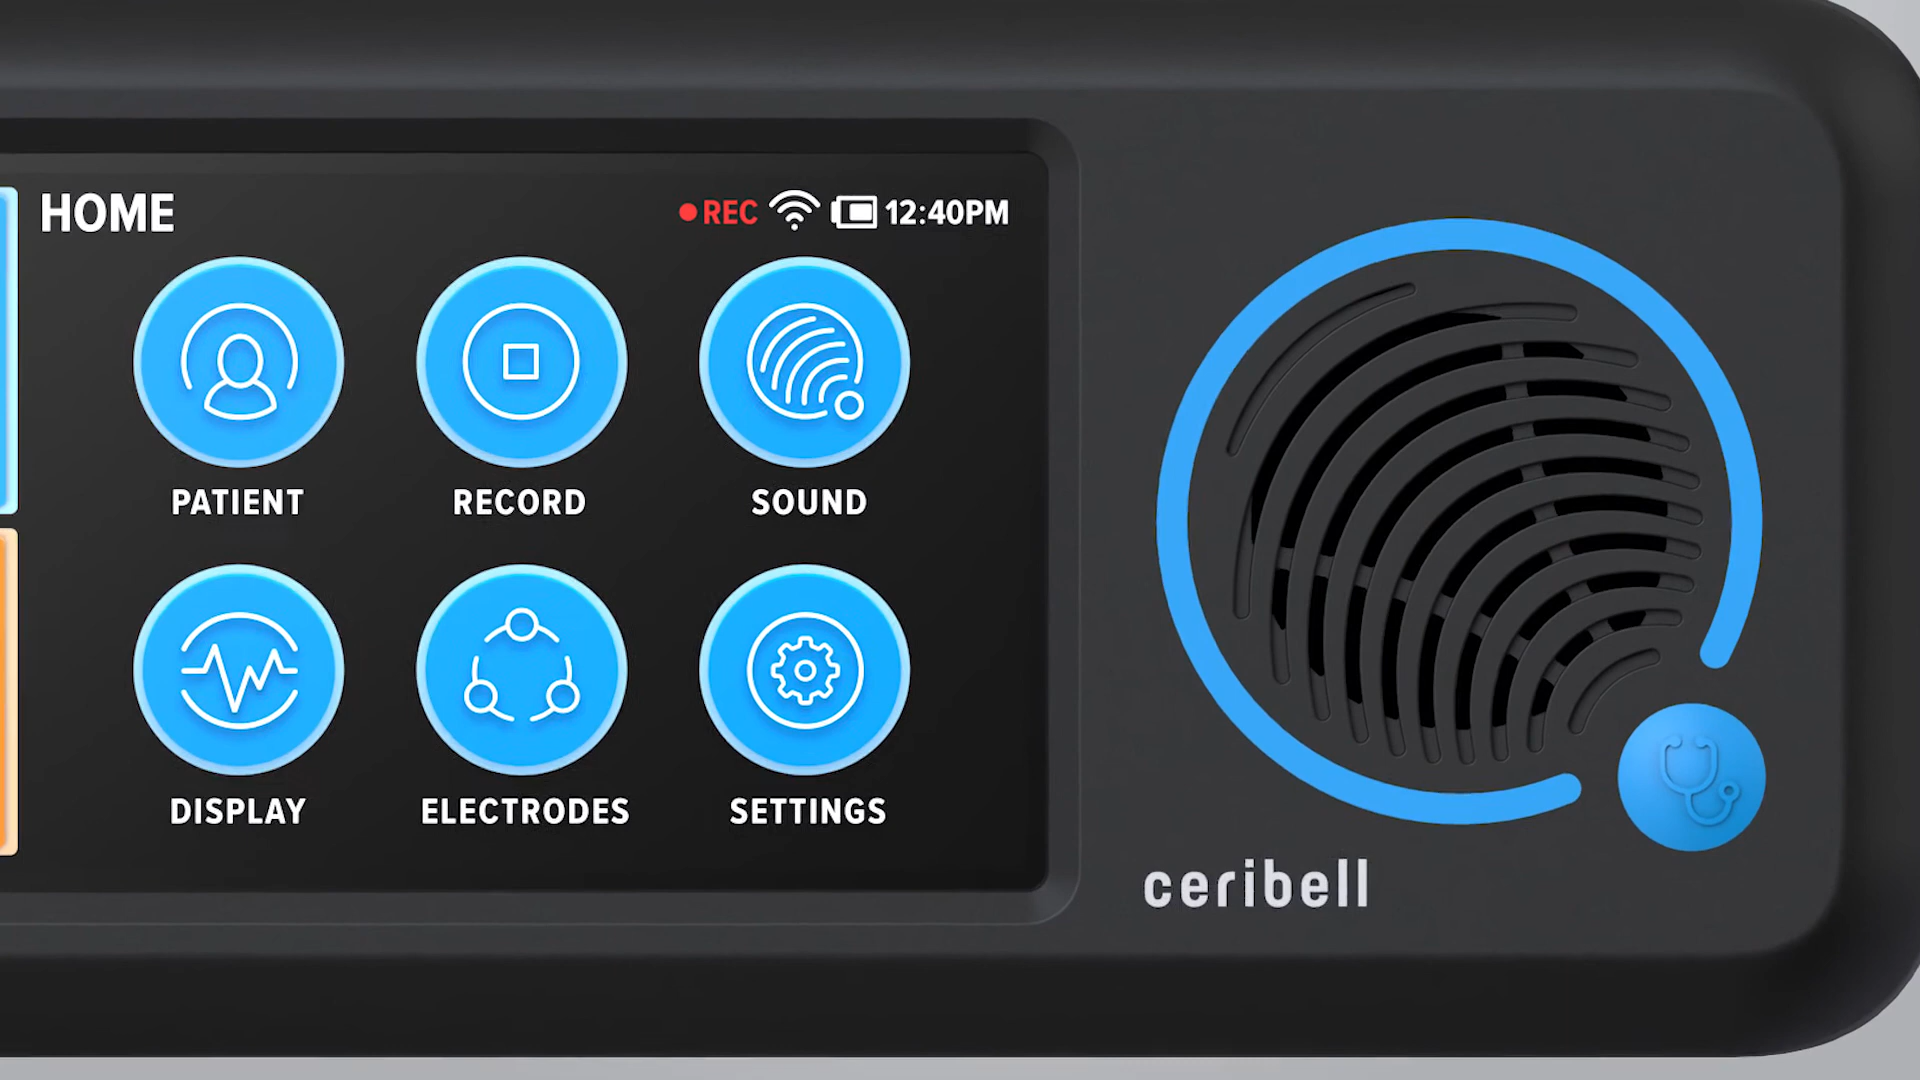 HOME
REC 12:40PM
PATIENT RECORD SOUND
DISPLAY ELECTRODES SETTINGS
ceribell